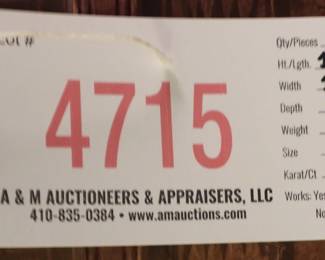 LOT #
4715
A & M AUCTIONEERS & APPRAISERS, LLC
410-835-0384 • www.amauctions.com
Qty/Pieces
Ht./Lgth.
Width
Depth
Weight
Size
Karat/Ct
Works: Yes
No